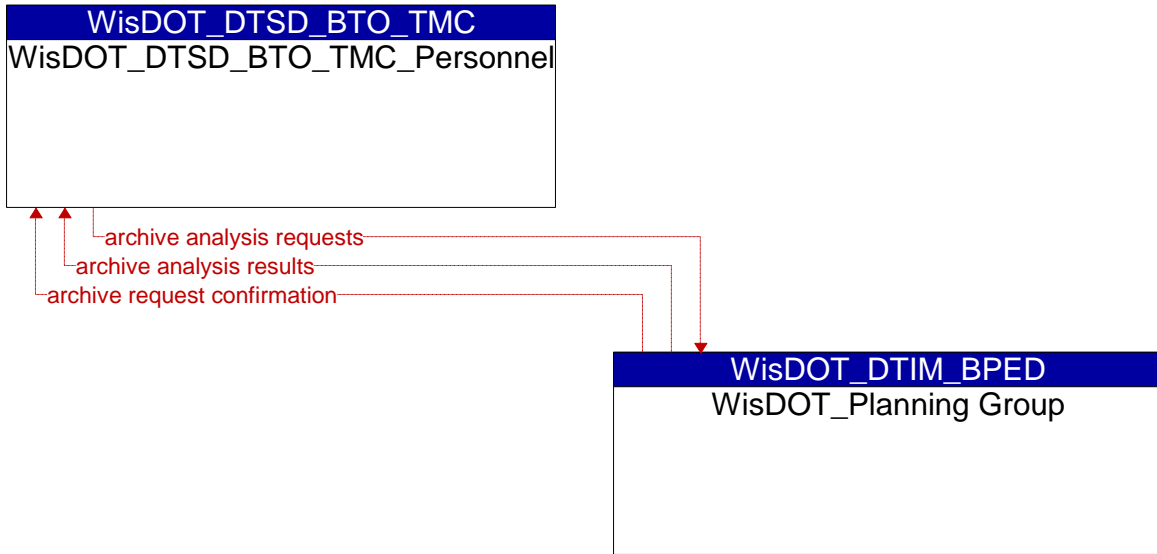 WisDOT_DTSD_BTO_TMC
WisDOT_DTSD_BTO_TMC_Personnel
archive analysis requests
archive analysis results
archive request confirmation
WisDOT_DTIM_BPED
WisDOT_Planning Group